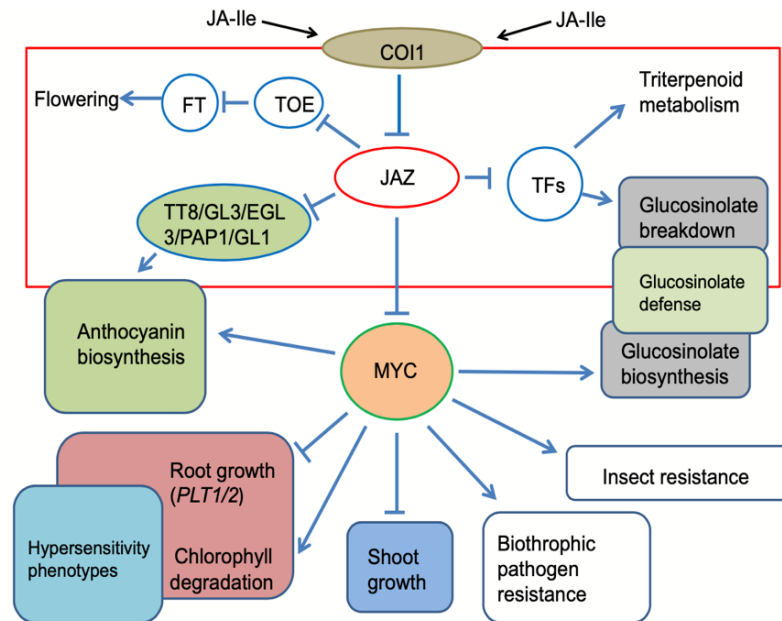 JA-Ile
JA-Ile
COI1
Flowering
FT
TOE
Triterpenoid
metabolism
JAZ
TFs
TT8/GL3/EGL
3/PAP1/GL1
Glucosinolate
breakdown
Glucosinolate
defense
Anthocyanin
biosynthesis
MYC
Glucosinolate
biosynthesis
Root growth
(PLT1/2)
Insect resistance
Hypersensitivity
phenotypes
Chlorophyll
degradation
Shoot
growth
Biothrophic
pathogen
resistance